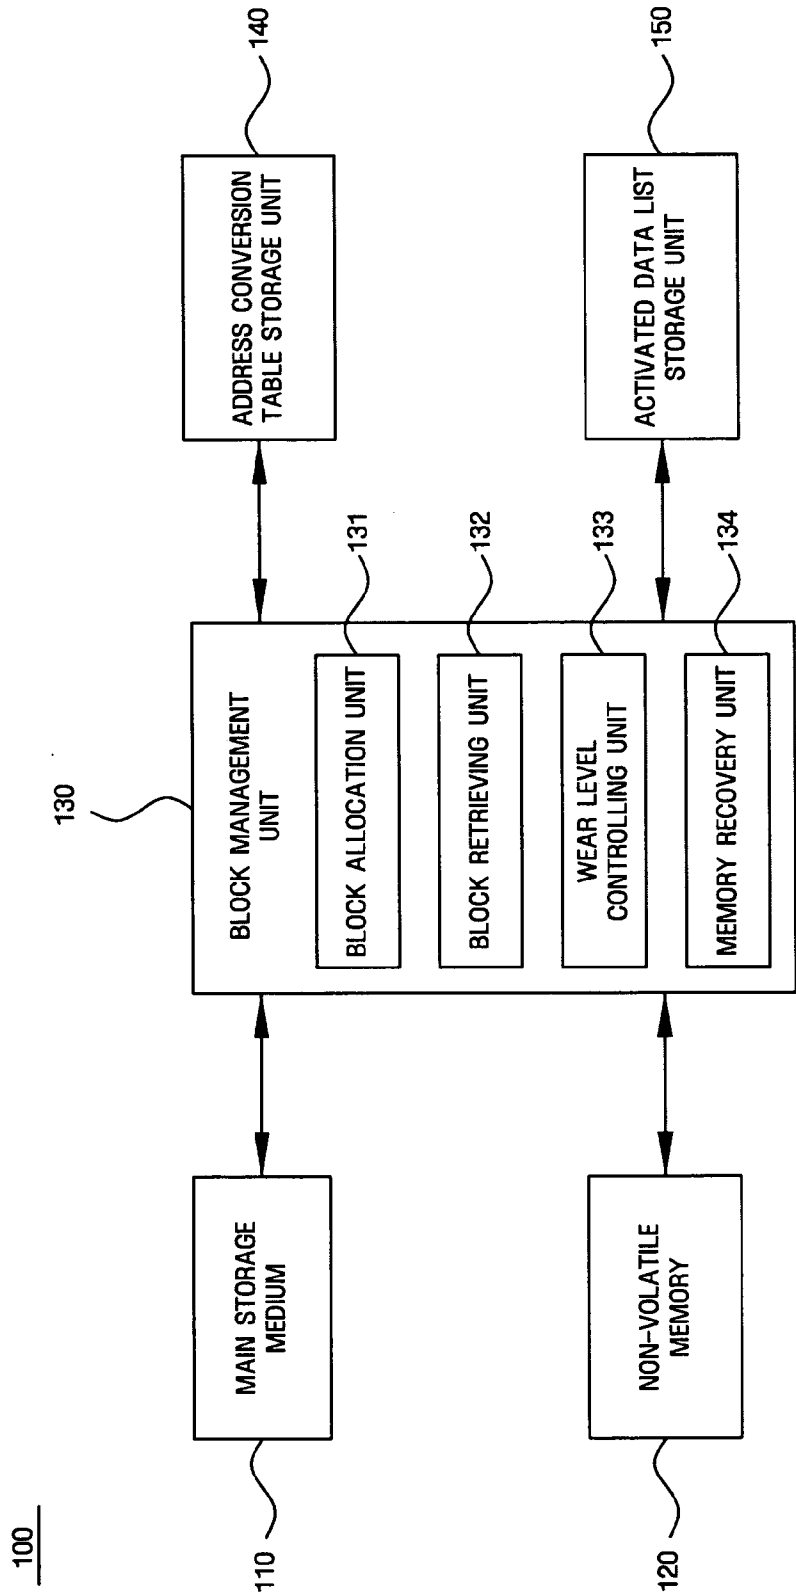 100
130
BLOCK MANAGEMENT
UNIT
110
MAIN STORAGE
MEDIUM
BLOCK ALLOCATION UNIT
131
ADDRESS CONVERSION
TABLE STORAGE UNIT
140
BLOCK RETRIEVING UNIT
132
WEAR LEVEL
CONTROLLING UNIT
133
120
NON-VOLATILE
MEMORY
MEMORY RECOVERY UNIT
134
ACTIVATED DATA LIST
STORAGE UNIT
150